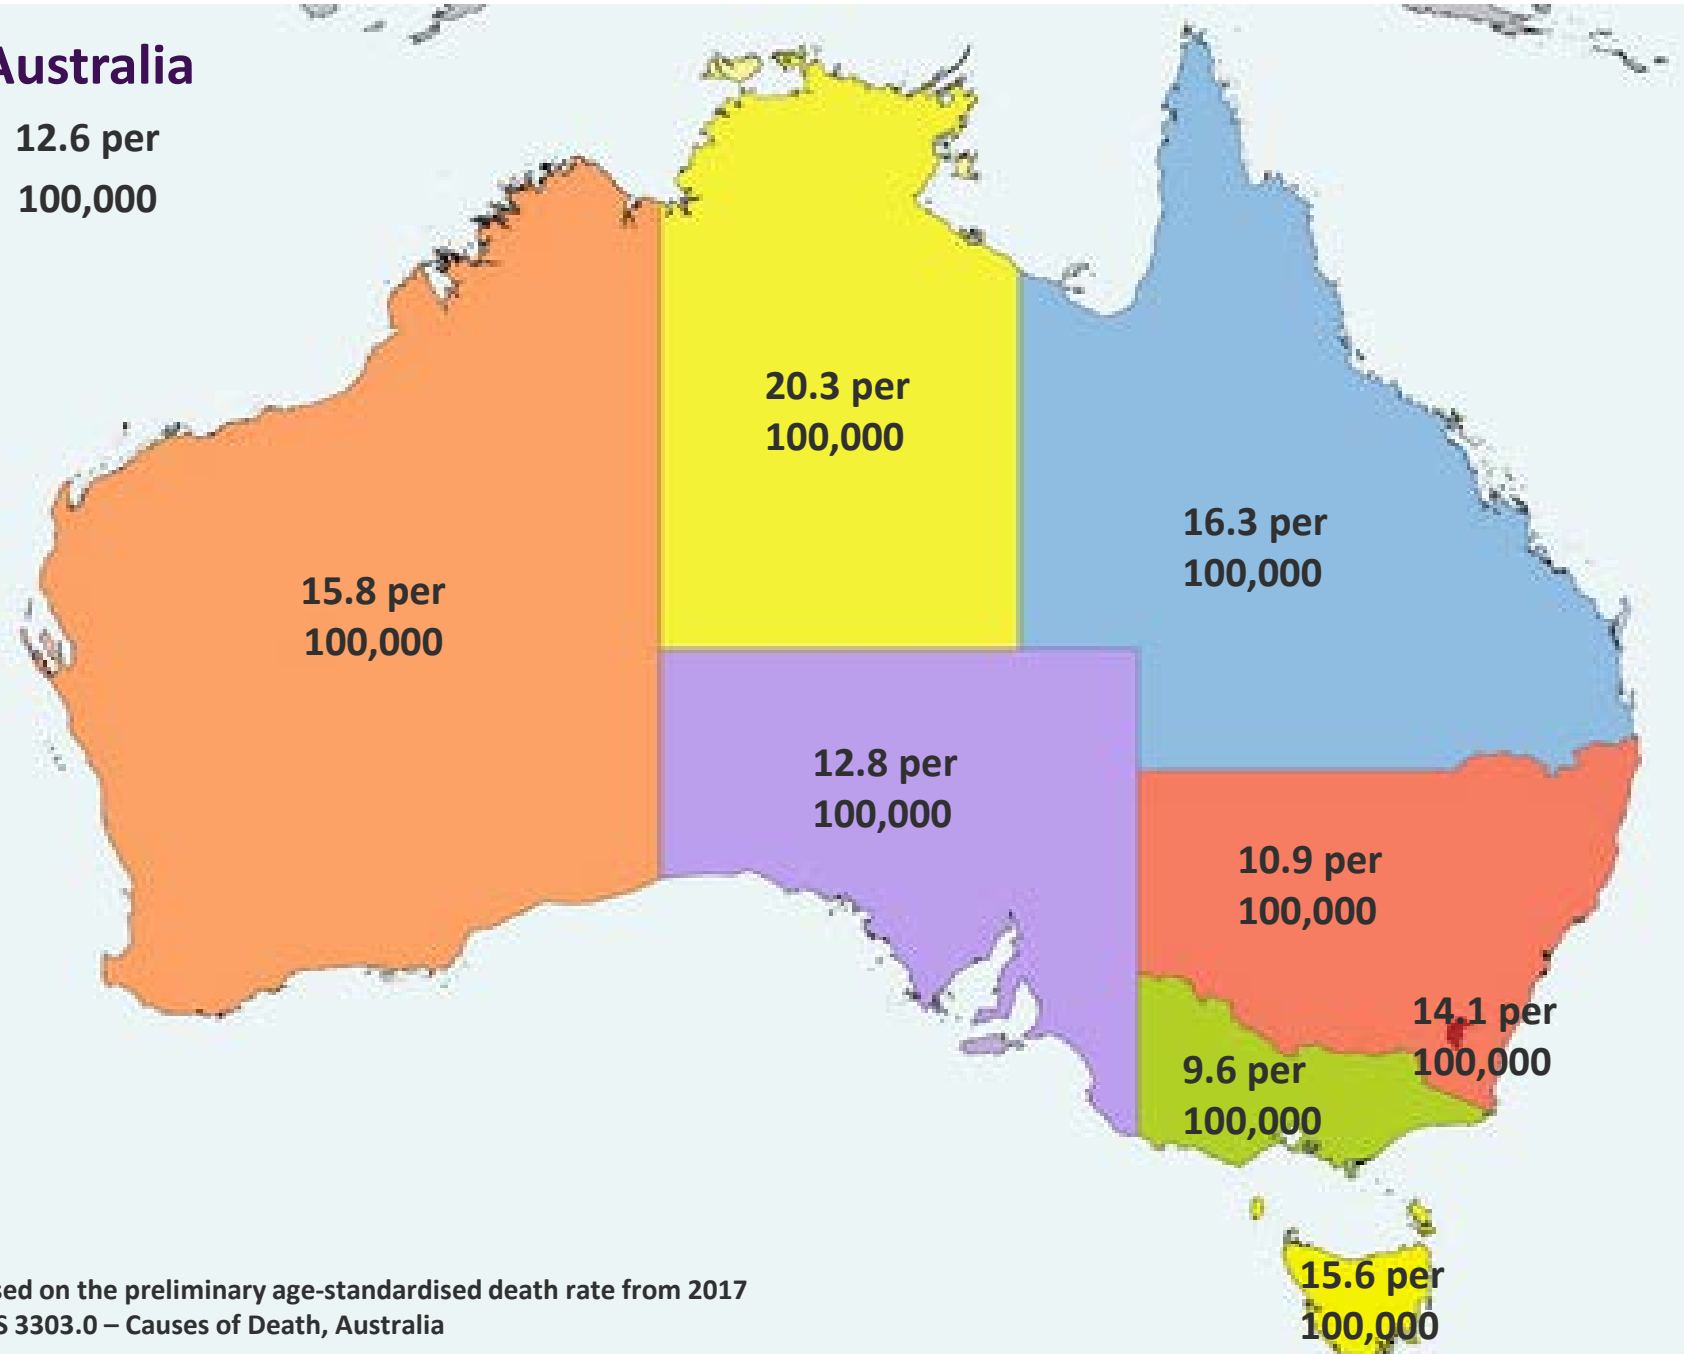 Australia
12.6 per
100,000
20.3 per
100,000
16.3 per
100,000
15.8 per
100,000
12.8 per
100,000
10.9 per
100,000
14.1 per
100,000
9.6 per
100,000
15.6 per
100,000
sed on the preliminary age-standardised death rate from 2017
S 3303.0 – Causes of Death, Australia